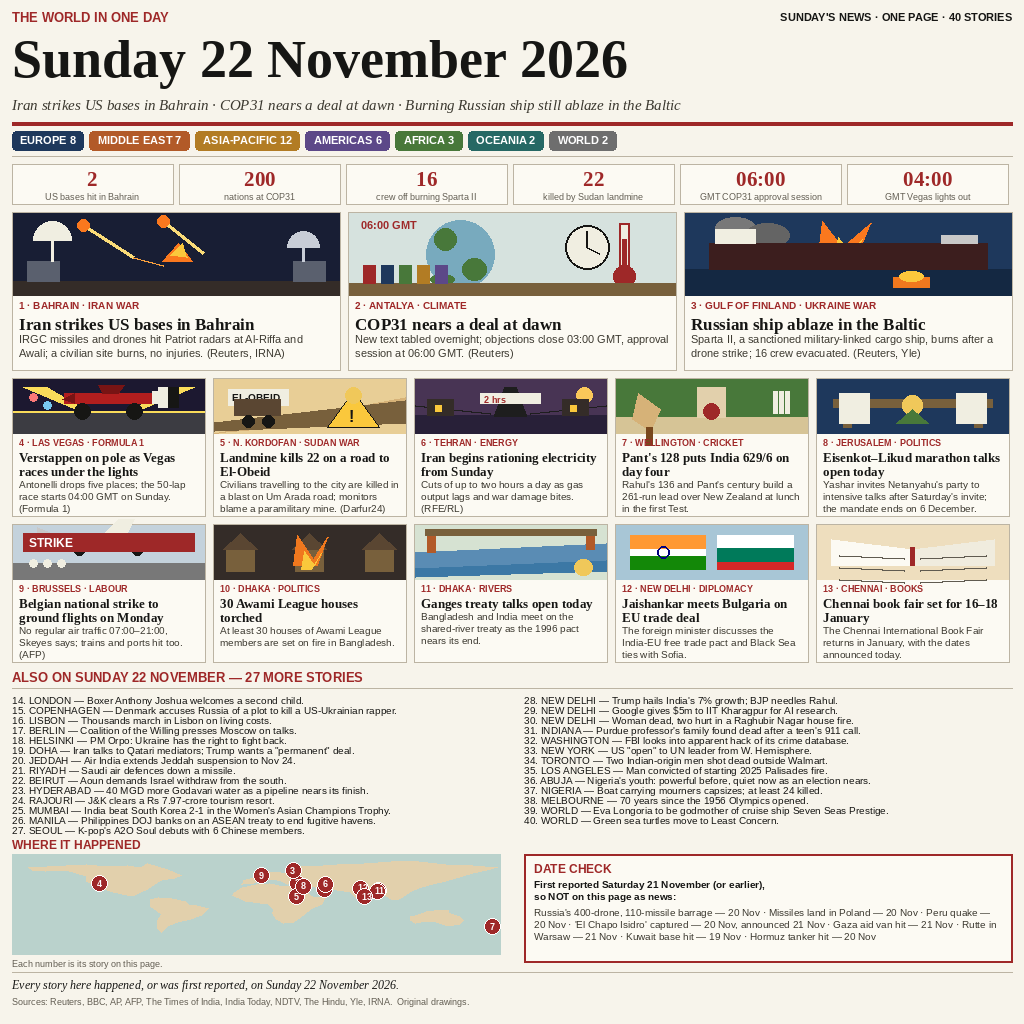 THE WORLD IN ONE DAY
SUNDAY'S NEWS · ONE PAGE · 40 STORIES
Sunday 22 November 2026
Iran strikes US bases in Bahrain · COP31 nears a deal at dawn · Burning Russian ship still ablaze in the Baltic
EUROPE 8
MIDDLE EAST 7
ASIA-PACIFIC 12
AMERICAS 6
AFRICA 3
OCEANIA 2
WORLD 2
2
US bases hit in Bahrain
200
nations at COP31
16
crew off burning Sparta II
22
killed by Sudan landmine
06:00
GMT COP31 approval session
04:00
GMT Vegas lights out
1 · BAHRAIN · IRAN WAR
Iran strikes US bases in Bahrain
IRGC missiles and drones hit Patriot radars at Al-Riffa and
Awali; a civilian site burns, no injuries. (Reuters, IRNA)
06:00 GMT
2 · ANTALYA · CLIMATE
COP31 nears a deal at dawn
New text tabled overnight; objections close 03:00 GMT, approval
session at 06:00 GMT. (Reuters)
3 · GULF OF FINLAND · UKRAINE WAR
Russian ship ablaze in the Baltic
Sparta II, a sanctioned military-linked cargo ship, burns after a
drone strike; 16 crew evacuated. (Reuters, Yle)
4 · LAS VEGAS · FORMULA 1
Verstappen on pole as Vegas
races under the lights
Antonelli drops five places; the 50-lap
race starts 04:00 GMT on Sunday.
(Formula 1)
EL-OBEID
!
5 · N. KORDOFAN · SUDAN WAR
Landmine kills 22 on a road to
El-Obeid
Civilians travelling to the city are killed in
a blast on Um Arada road; monitors
blame a paramilitary mine. (Darfur24)
2 hrs
6 · TEHRAN · ENERGY
Iran begins rationing electricity
from Sunday
Cuts of up to two hours a day as gas
output lags and war damage bites.
(RFE/RL)
7 · WELLINGTON · CRICKET
Pant's 128 puts India 629/6 on
day four
Rahul's 136 and Pant's century build a
261-run lead over New Zealand at lunch
in the first Test.
8 · JERUSALEM · POLITICS
Eisenkot–Likud marathon talks
open today
Yashar invites Netanyahu's party to
intensive talks after Saturday's invite;
the mandate ends on 6 December.
STRIKE
9 · BRUSSELS · LABOUR
Belgian national strike to
ground flights on Monday
No regular air traffic 07:00–21:00,
Skeyes says; trains and ports hit too.
(AFP)
10 · DHAKA · POLITICS
30 Awami League houses
torched
At least 30 houses of Awami League
members are set on fire in Bangladesh.
11 · DHAKA · RIVERS
Ganges treaty talks open today
Bangladesh and India meet on the
shared-river treaty as the 1996 pact
nears its end.
12 · NEW DELHI · DIPLOMACY
Jaishankar meets Bulgaria on
EU trade deal
The foreign minister discusses the
India-EU free trade pact and Black Sea
ties with Sofia.
13 · CHENNAI · BOOKS
Chennai book fair set for 16–18
January
The Chennai International Book Fair
returns in January, with the dates
announced today.
ALSO ON SUNDAY 22 NOVEMBER — 27 MORE STORIES
14. LONDON — Boxer Anthony Joshua welcomes a second child.
15. COPENHAGEN — Denmark accuses Russia of a plot to kill a US-Ukrainian rapper.
16. LISBON — Thousands march in Lisbon on living costs.
17. BERLIN — Coalition of the Willing presses Moscow on talks.
18. HELSINKI — PM Orpo: Ukraine has the right to fight back.
19. DOHA — Iran talks to Qatari mediators; Trump wants a "permanent" deal.
20. JEDDAH — Air India extends Jeddah suspension to Nov 24.
21. RIYADH — Saudi air defences down a missile.
22. BEIRUT — Aoun demands Israel withdraw from the south.
23. HYDERABAD — 40 MGD more Godavari water as a pipeline nears its finish.
24. RAJOURI — J&K clears a Rs 7.97-crore tourism resort.
25. MUMBAI — India beat South Korea 2-1 in the Women's Asian Champions Trophy.
26. MANILA — Philippines DOJ banks on an ASEAN treaty to end fugitive havens.
27. SEOUL — K-pop's A2O Soul debuts with 6 Chinese members.
28. NEW DELHI — Trump hails India's 7% growth; BJP needles Rahul.
29. NEW DELHI — Google gives $5m to IIT Kharagpur for AI research.
30. NEW DELHI — Woman dead, two hurt in a Raghubir Nagar house fire.
31. INDIANA — Purdue professor's family found dead after a teen's 911 call.
32. WASHINGTON — FBI looks into apparent hack of its crime database.
33. NEW YORK — US "open" to UN leader from W. Hemisphere.
34. TORONTO — Two Indian-origin men shot dead outside Walmart.
35. LOS ANGELES — Man convicted of starting 2025 Palisades fire.
36. ABUJA — Nigeria's youth: powerful before, quiet now as an election nears.
37. NIGERIA — Boat carrying mourners capsizes; at least 24 killed.
38. MELBOURNE — 70 years since the 1956 Olympics opened.
39. WORLD — Eva Longoria to be godmother of cruise ship Seven Seas Prestige.
40. WORLD — Green sea turtles move to Least Concern.
WHERE IT HAPPENED
4
9
3
8
5
6
13
11
7
Each number is its story on this page.
DATE CHECK
First reported Saturday 21 November (or earlier),
so NOT on this page as news:
Russia's 400-drone, 110-missile barrage — 20 Nov · Missiles land in Poland — 20 Nov · Peru quake —
20 Nov · 'El Chapo Isidro' captured — 20 Nov, announced 21 Nov · Gaza aid van hit — 21 Nov · Rutte in
Warsaw — 21 Nov · Kuwait base hit — 19 Nov · Hormuz tanker hit — 20 Nov
Every story here happened, or was first reported, on Sunday 22 November 2026.
Sources: Reuters, BBC, AP, AFP, The Times of India, India Today, NDTV, The Hindu, Yle, IRNA. Original drawings.